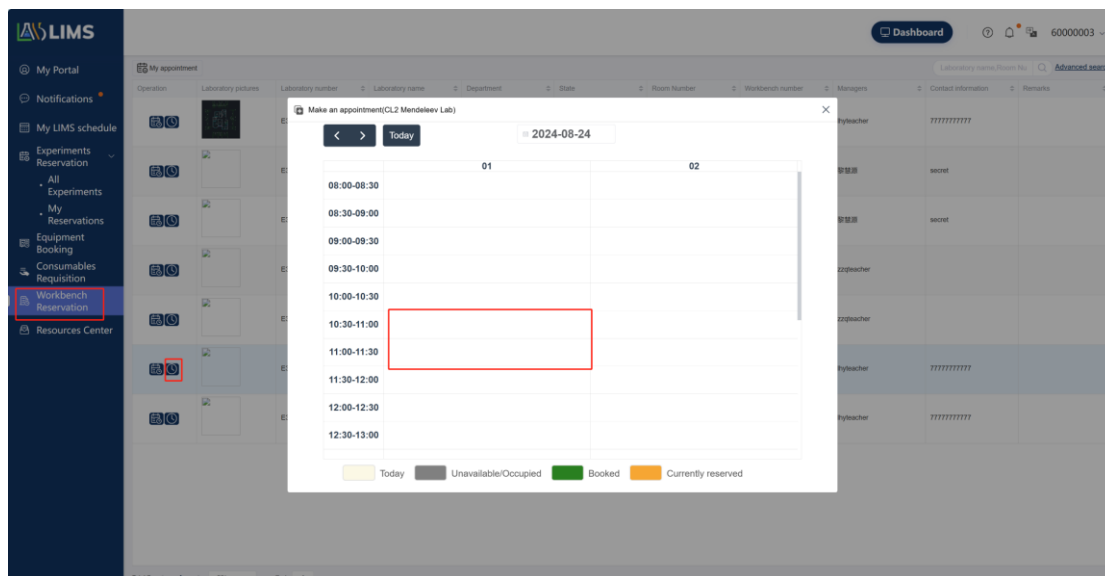 LIMS
Dashboard
60000003
My Portal
Notifications
My LIMS schedule
Experiments
Reservation
All
Experiments
My
Reservations
Equipment
Booking
Consumables
Requisition
Workbench
Reservation
Resources Center
My appointment
Laboratory name/Room Nu
Advanced sear
Operation
Laboratory pictures
Laboratory number
Laboratory name
Department
State
Room Number
Workbench number
Managers
Contact information
Remarks
Make an appointment(CL2 Mendeleev Lab)
Today
2024-08-24
01 02
08:00-08:30
08:30-09:00
09:00-09:30
09:30-10:00
10:00-10:30
10:30-11:00
11:00-11:30
11:30-12:00
12:00-12:30
12:30-13:00
Today Unavailable/Occupied Booked Currently reserved
hyteacher 77777777777
secret
secret
zzqteacher
zzqteacher
hyteacher 77777777777
hyteacher 77777777777